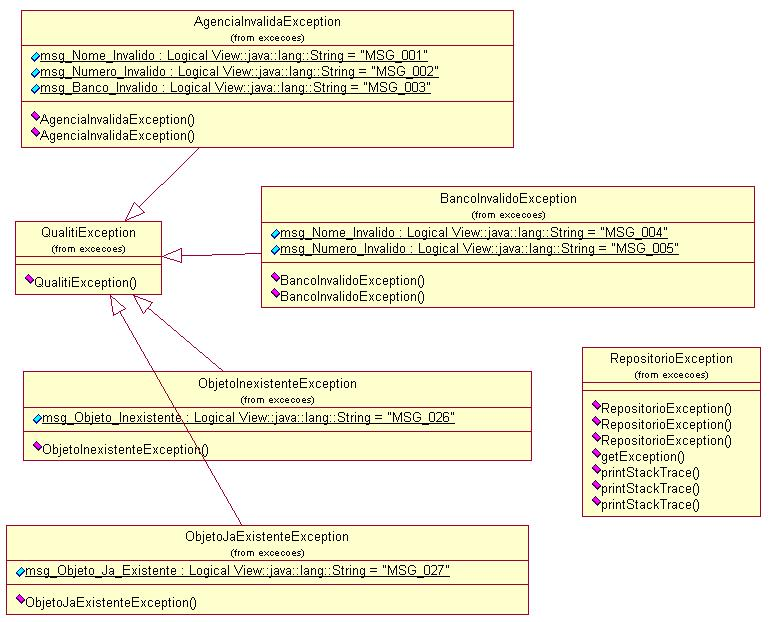 AgenciaInvalidaException
(from excecoes)
msg_Nome_Invalido : Logical View::java::lang::String = "MSG_001"
msg_Numero_Invalido : Logical View::java::lang::String = "MSG_002"
msg_Banco_Invalido : Logical View::java::lang::String = "MSG_003"
AgenciaInvalidaException()
AgenciaInvalidaException()
QualitiException
(from excecoes)
QualitiException()
BancoInvalidoException
(from excecoes)
msg_Nome_Invalido : Logical View::java::lang::String = "MSG_004"
msg_Numero_Invalido : Logical View::java::lang::String = "MSG_005"
BancoInvalidoException()
BancoInvalidoException()
ObjetoInexistenteException
(from excecoes)
msg_Objeto_Inexistente : Logical View::java::lang::String = "MSG_026"
ObjetoInexistenteException()
RepositorioException
(from excecoes)
RepositorioException()
RepositorioException()
RepositorioException()
getException()
printStackTrace()
printStackTrace()
printStackTrace()
ObjetoJaExistenteException
(from excecoes)
msg_Objeto_Ja_Existente : Logical View::java::lang::String = "MSG_027"
ObjetoJaExistenteException()